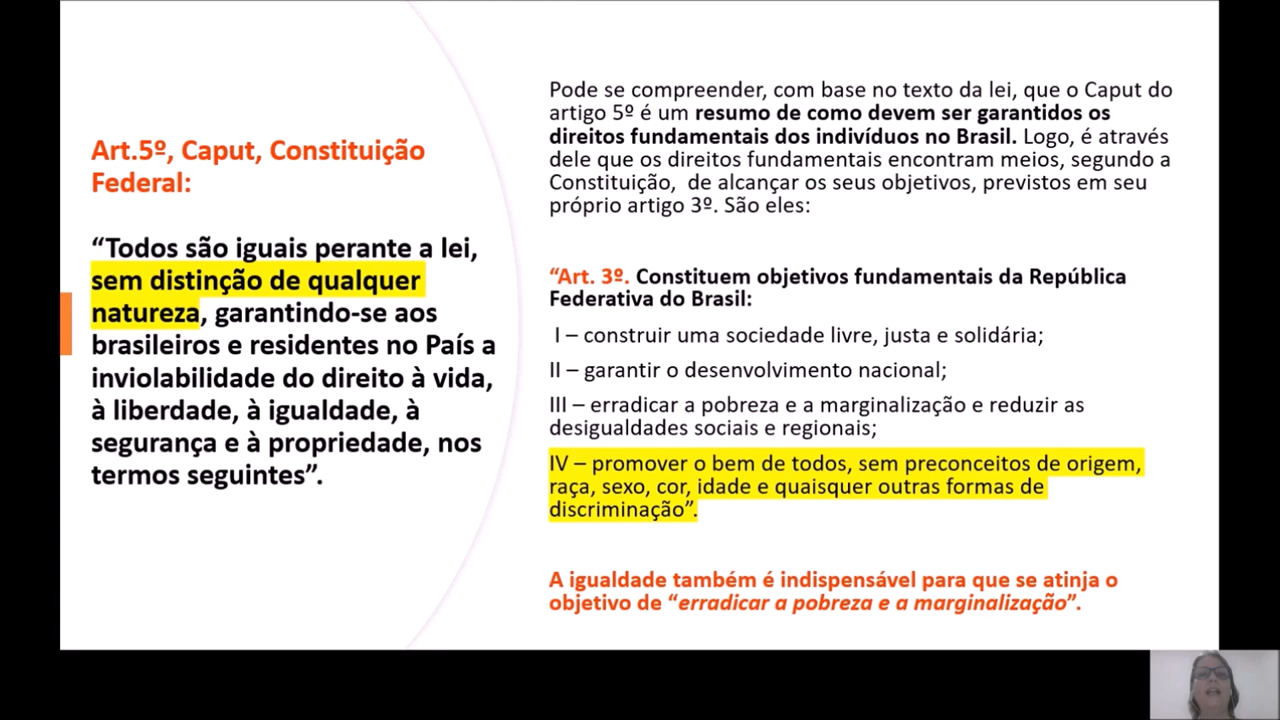 Art.5º, Caput, Constituição
Federal:
“Todos são iguais perante a lei,
sem distinção de qualquer
natureza, garantindo-se aos
brasileiros e residentes no País a
inviolabilidade do direito à vida,
à liberdade, à igualdade, à
segurança e à propriedade, nos
termos seguintes”.
Pode se compreender, com base no texto da lei, que o Caput do
artigo 5º é um resumo de como devem ser garantidos os
direitos fundamentais dos indivíduos no Brasil. Logo, é através
dele que os direitos fundamentais encontram meios, segundo a
Constituição,  de alcançar os seus objetivos, previstos em seu
próprio artigo 3º. São eles:
“Art. 3º. Constituem objetivos fundamentais da República
Federativa do Brasil:
I – construir uma sociedade livre, justa e solidária;
II – garantir o desenvolvimento nacional;
III – erradicar a pobreza e a marginalização e reduzir as
desigualdades sociais e regionais;
IV – promover o bem de todos, sem preconceitos de origem,
raça, sexo, cor, idade e quaisquer outras formas de
discriminação”.
A igualdade também é indispensável para que se atinja o
objetivo de “erradicar a pobreza e a marginalização”.